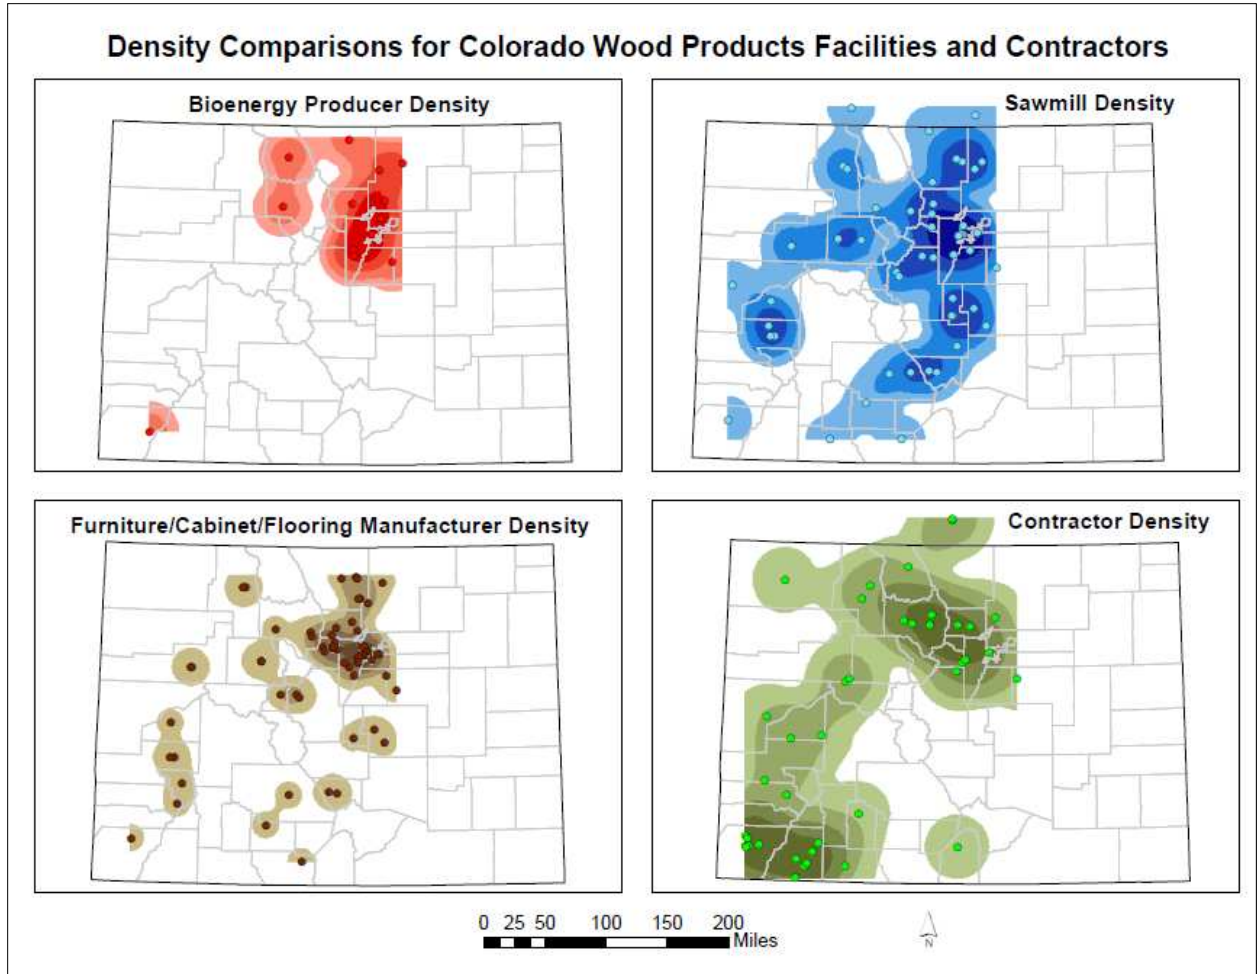 Density Comparisons for Colorado Wood Products Facilities and Contractors
Bioenergy Producer Density
Sawmill Density
Furniture/Cabinet/Flooring Manufacturer Density
Contractor Density
0 25 50 100 150 200
Miles
N